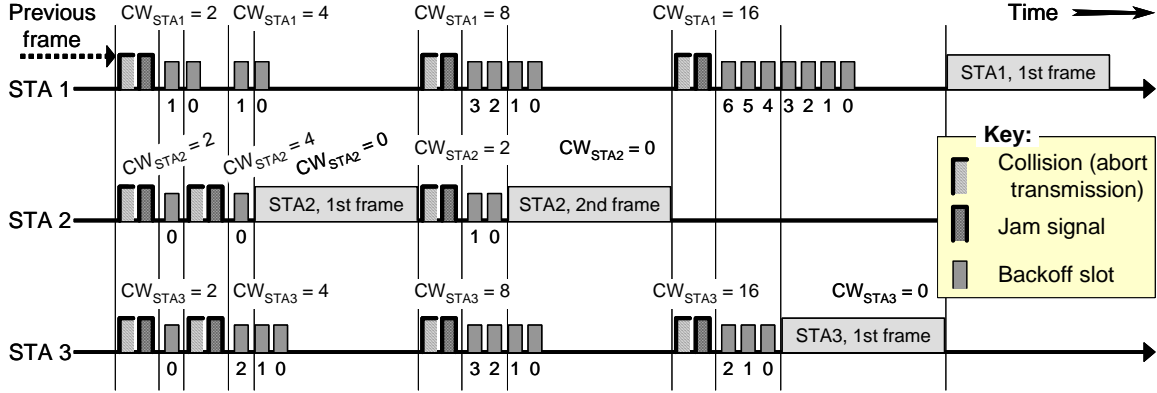 Previous frame
CW_STA1 = 2 CW_STA1 = 4 CW_STA1 = 8 CW_STA1 = 16 Time
STA 1
STA1, 1st frame
1 0 1 0 3 2 1 0 6 5 4 3 2 1 0
CW_STA2 = 2 CW_STA2 = 4 CW_STA2 = 0 CW_STA2 = 2 CW_STA2 = 0
STA 2
STA2, 1st frame STA2, 2nd frame
0 0 1 0
Key:
Collision (abort
transmission)
Jam signal
Backoff slot
CW_STA3 = 2 CW_STA3 = 4 CW_STA3 = 8 CW_STA3 = 16 CW_STA3 = 0
STA 3
STA3, 1st frame
0 2 1 0 3 2 1 0 2 1 0